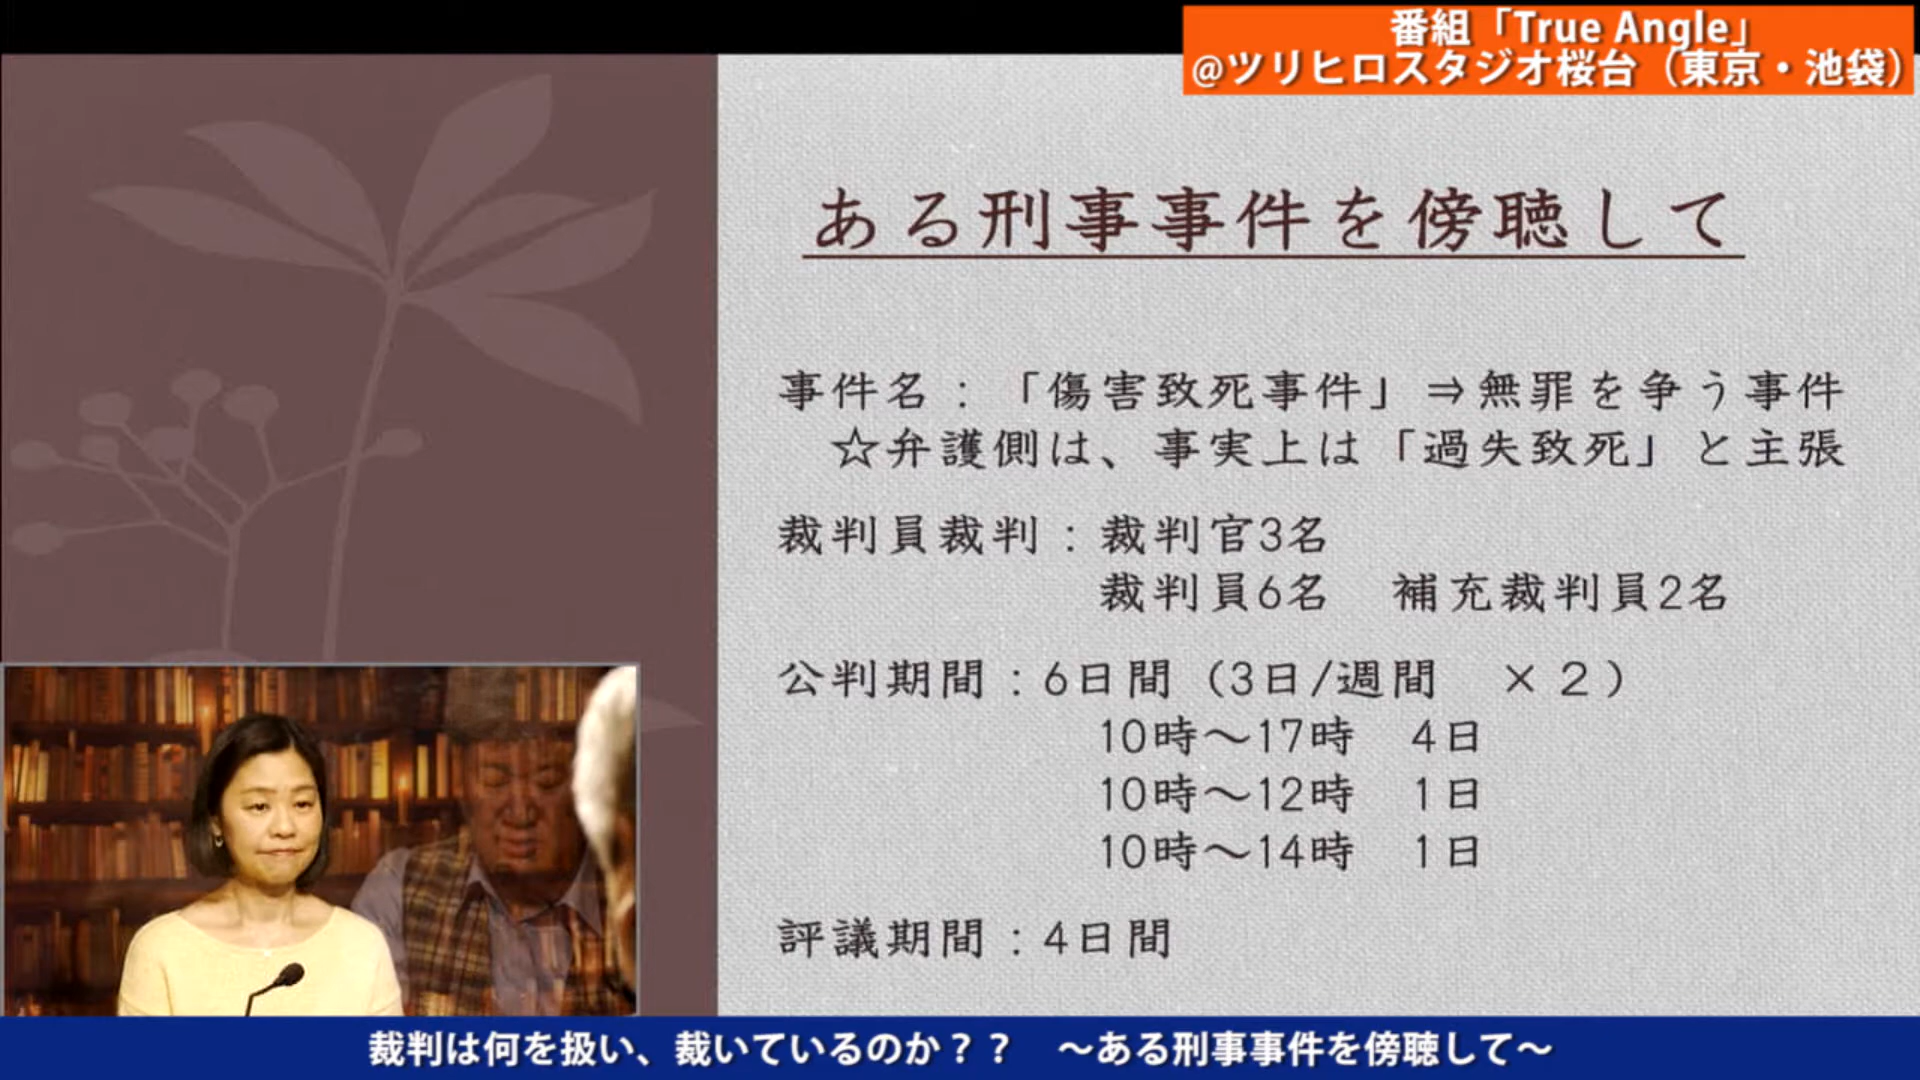 番組「True Angle」
@ツリヒロスタジオ桜台（東京・池袋）
ある刑事事件を傍聴して
事件名：「傷害致死事件」⇒無罪を争う事件
☆弁護側は、事実上は「過失致死」と主張
裁判員裁判：裁判官3名
裁判員6名　補充裁判員2名
公判期間：6日間（3日/週間　×２）
10時～17時　4日
10時～12時　1日
10時～14時　1日
評議期間：4日間
裁判は何を扱い、裁いているのか？？　～ある刑事事件を傍聴して～